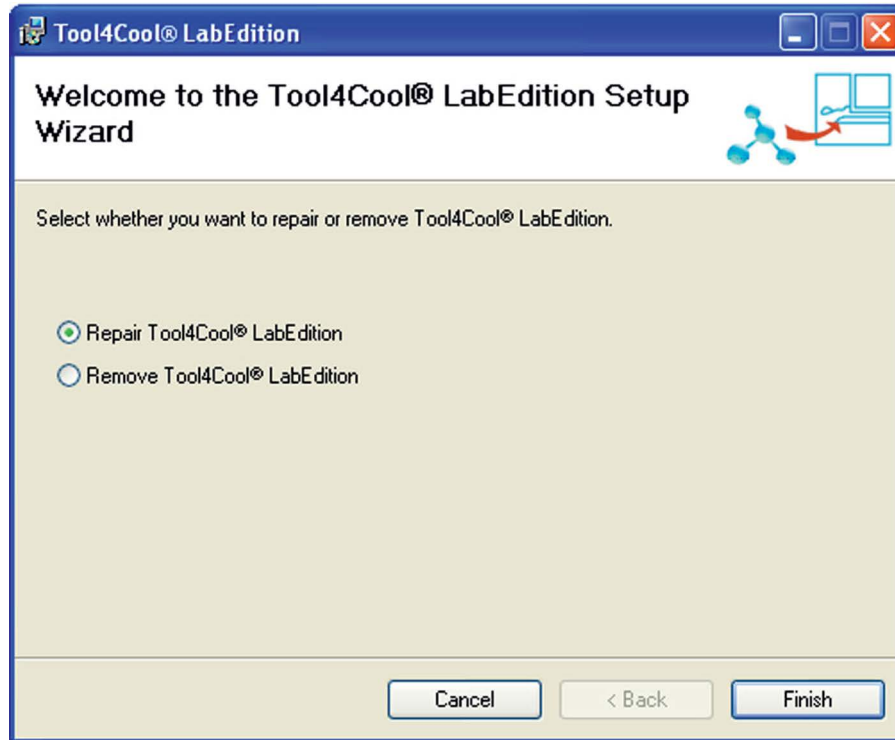 Tool4Cool® LabEdition
Welcome to the Tool4Cool® LabEdition Setup
Wizard
Select whether you want to repair or remove Tool4Cool® LabEdition.
Repair Tool4Cool® LabEdition
Remove Tool4Cool® LabEdition
Cancel
< Back
Finish